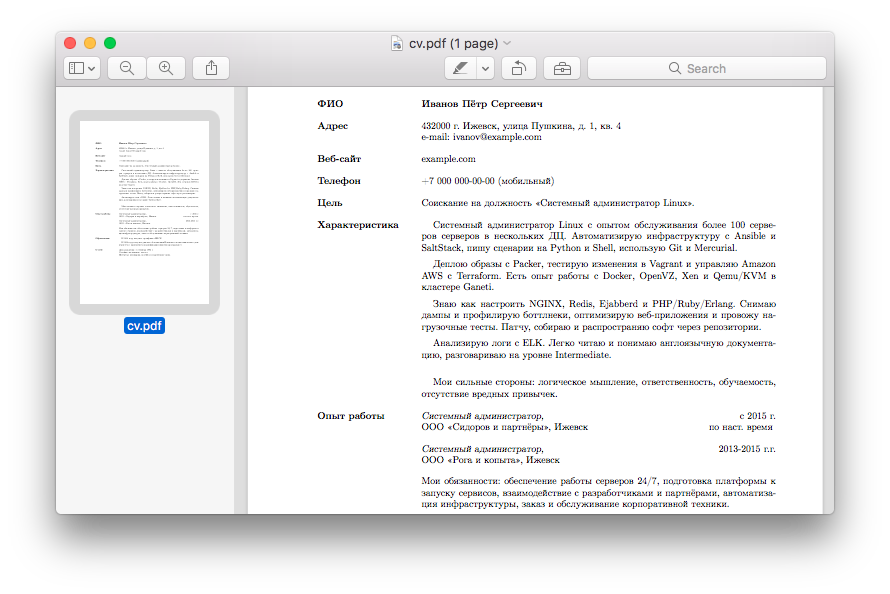 cv.pdf (1 page)
Search
cv.pdf
ФИО Иванов Пётр Сергеевич
Адрес 432000 г. Ижевск, улица Пушкина, д. 1, кв. 4
e-mail: ivanov@example.com
Веб-сайт example.com
Телефон +7 000 000-00-00 (мобильный)
Цель Соискание на должность «Системный администратор Linux».
Характеристика Системный администратор Linux с опытом обслуживания более 100 серве-
ров серверов в нескольких ДЦ. Автоматизирую инфраструктуру с Ansible и
SaltStack, пишу сценарии на Python и Shell, использую Git и Mercurial.
Деплою образы с Packer, тестирую изменения в Vagrant и управляю Amazon
AWS с Terraform. Есть опыт работы с Docker, OpenVZ, Xen и Qemu/KVM в
кластере Ganeti.
Знаю как настроить NGINX, Redis, Ejabberd и PHP/Ruby/Erlang. Снимаю
дампы и профилирую боттлнеки, оптимизирую веб-приложения и провожу на-
грузочные тесты. Патчу, собираю и распространяю софт через репозитории.
Анализирую логи с ELK. Легко читаю и понимаю англоязычную документа-
цию, разговариваю на уровне Intermediate.
Мои сильные стороны: логическое мышление, ответственность, обучаемость,
отсутствие вредных привычек.
Опыт работы Системный администратор, с 2015 г.
ООО «Сидоров и партнёры», Ижевск по наст. время
Системный администратор, 2013-2015 г.г.
ООО «Рога и копыта», Ижевск
Мои обязанности: обеспечение работы серверов 24/7, подготовка платформы к
запуску сервисов, взаимодействие с разработчиками и партнёрами, автоматиза-
ция инфраструктуры, заказ и обслуживание корпоративной техники.